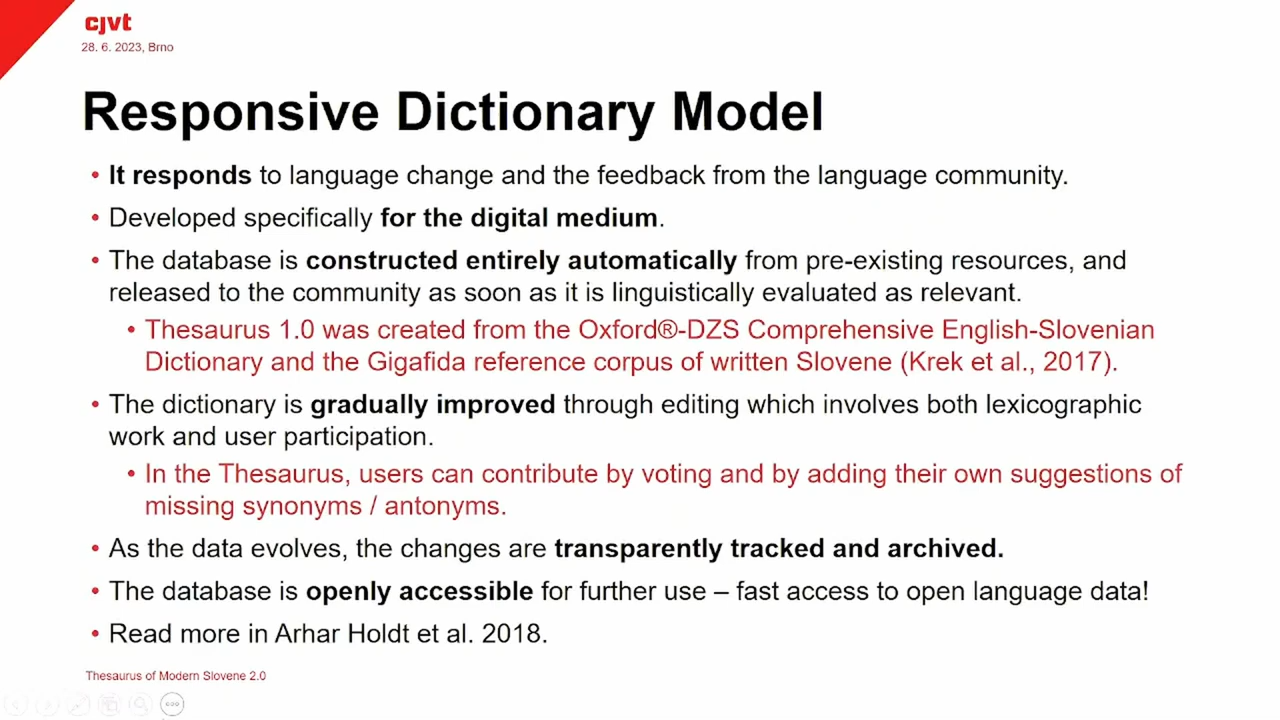 cjvt
28. 6. 2023, Brno
Responsive Dictionary Model
• It responds to language change and the feedback from the language community.
• Developed specifically for the digital medium.
• The database is constructed entirely automatically from pre-existing resources, and
released to the community as soon as it is linguistically evaluated as relevant.
• Thesaurus 1.0 was created from the Oxford®-DZS Comprehensive English-Slovenian
Dictionary and the Gigafida reference corpus of written Slovene (Krek et al., 2017).
• The dictionary is gradually improved through editing which involves both lexicographic
work and user participation.
• In the Thesaurus, users can contribute by voting and by adding their own suggestions of
missing synonyms / antonyms.
• As the data evolves, the changes are transparently tracked and archived.
• The database is openly accessible for further use – fast access to open language data!
• Read more in Arhar Holdt et al. 2018.
Thesaurus of Modern Slovene 2.0